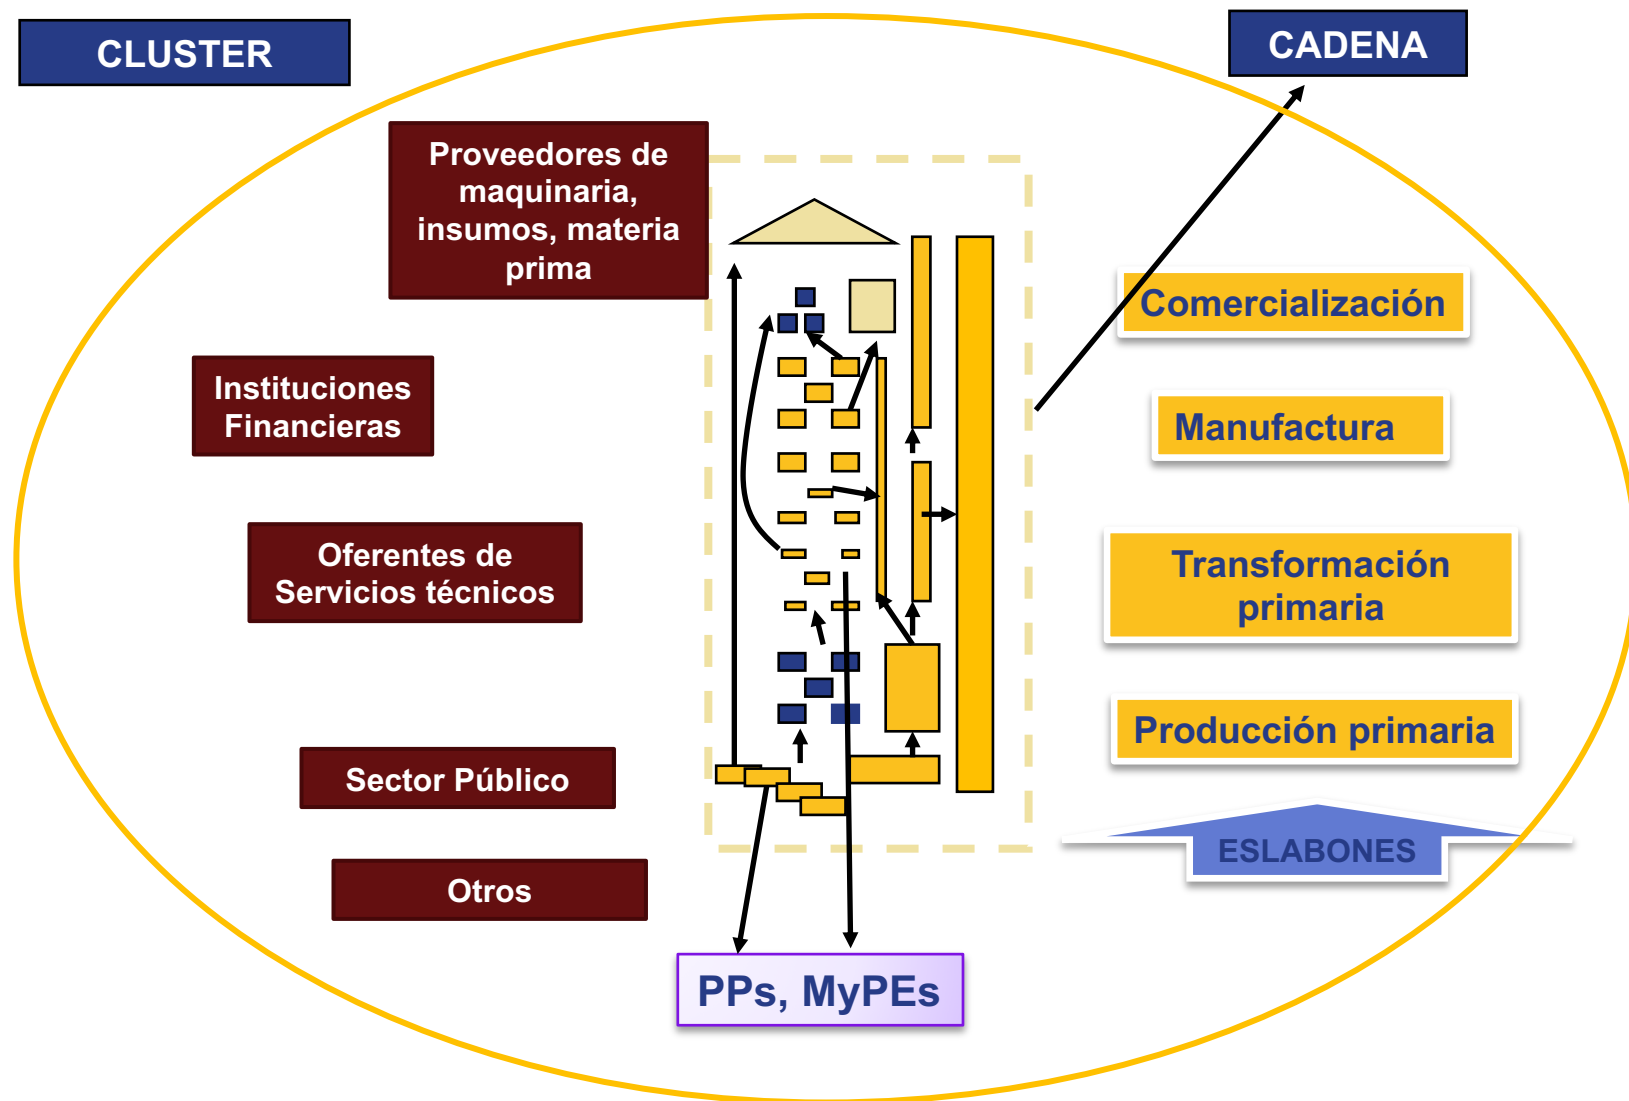 CLUSTER
CADENA
Proveedores de
maquinaria,
insumos, materia
prima
Instituciones
Financieras
Oferentes de
Servicios técnicos
Sector Público
Otros
Comercialización
Manufactura
Transformación
primaria
Producción primaria
ESLABONES
PPs, MyPEs